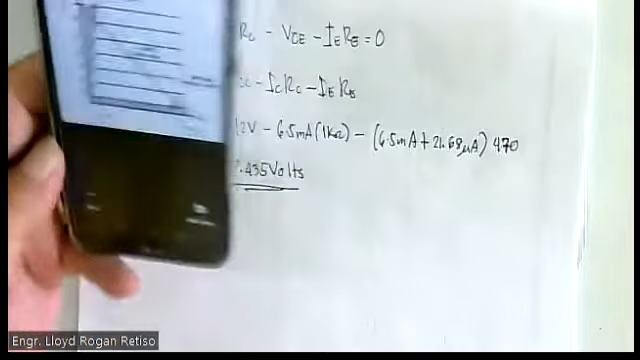 Rc - VCE - IERE = 0
- ICRC - IERE
12V - 6.5mA(1kΩ) - (6.5mA + 21.68μA) 470
.435Volts
Engr. Lloyd Rogan Retiso